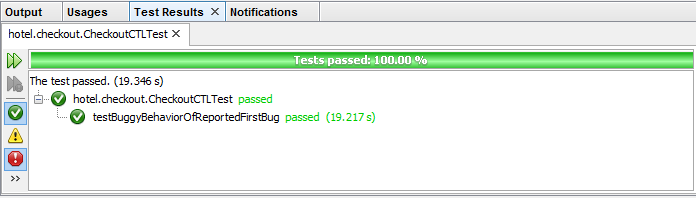 Output Usages Test Results Notifications
hotel.checkout.CheckoutCTLTest
Tests passed: 100.00 %
The test passed. (19.346 s)
hotel.checkout.CheckoutCTLTest passed
testBuggyBehaviorOfReportedFirstBug passed (19.217 s)
>>